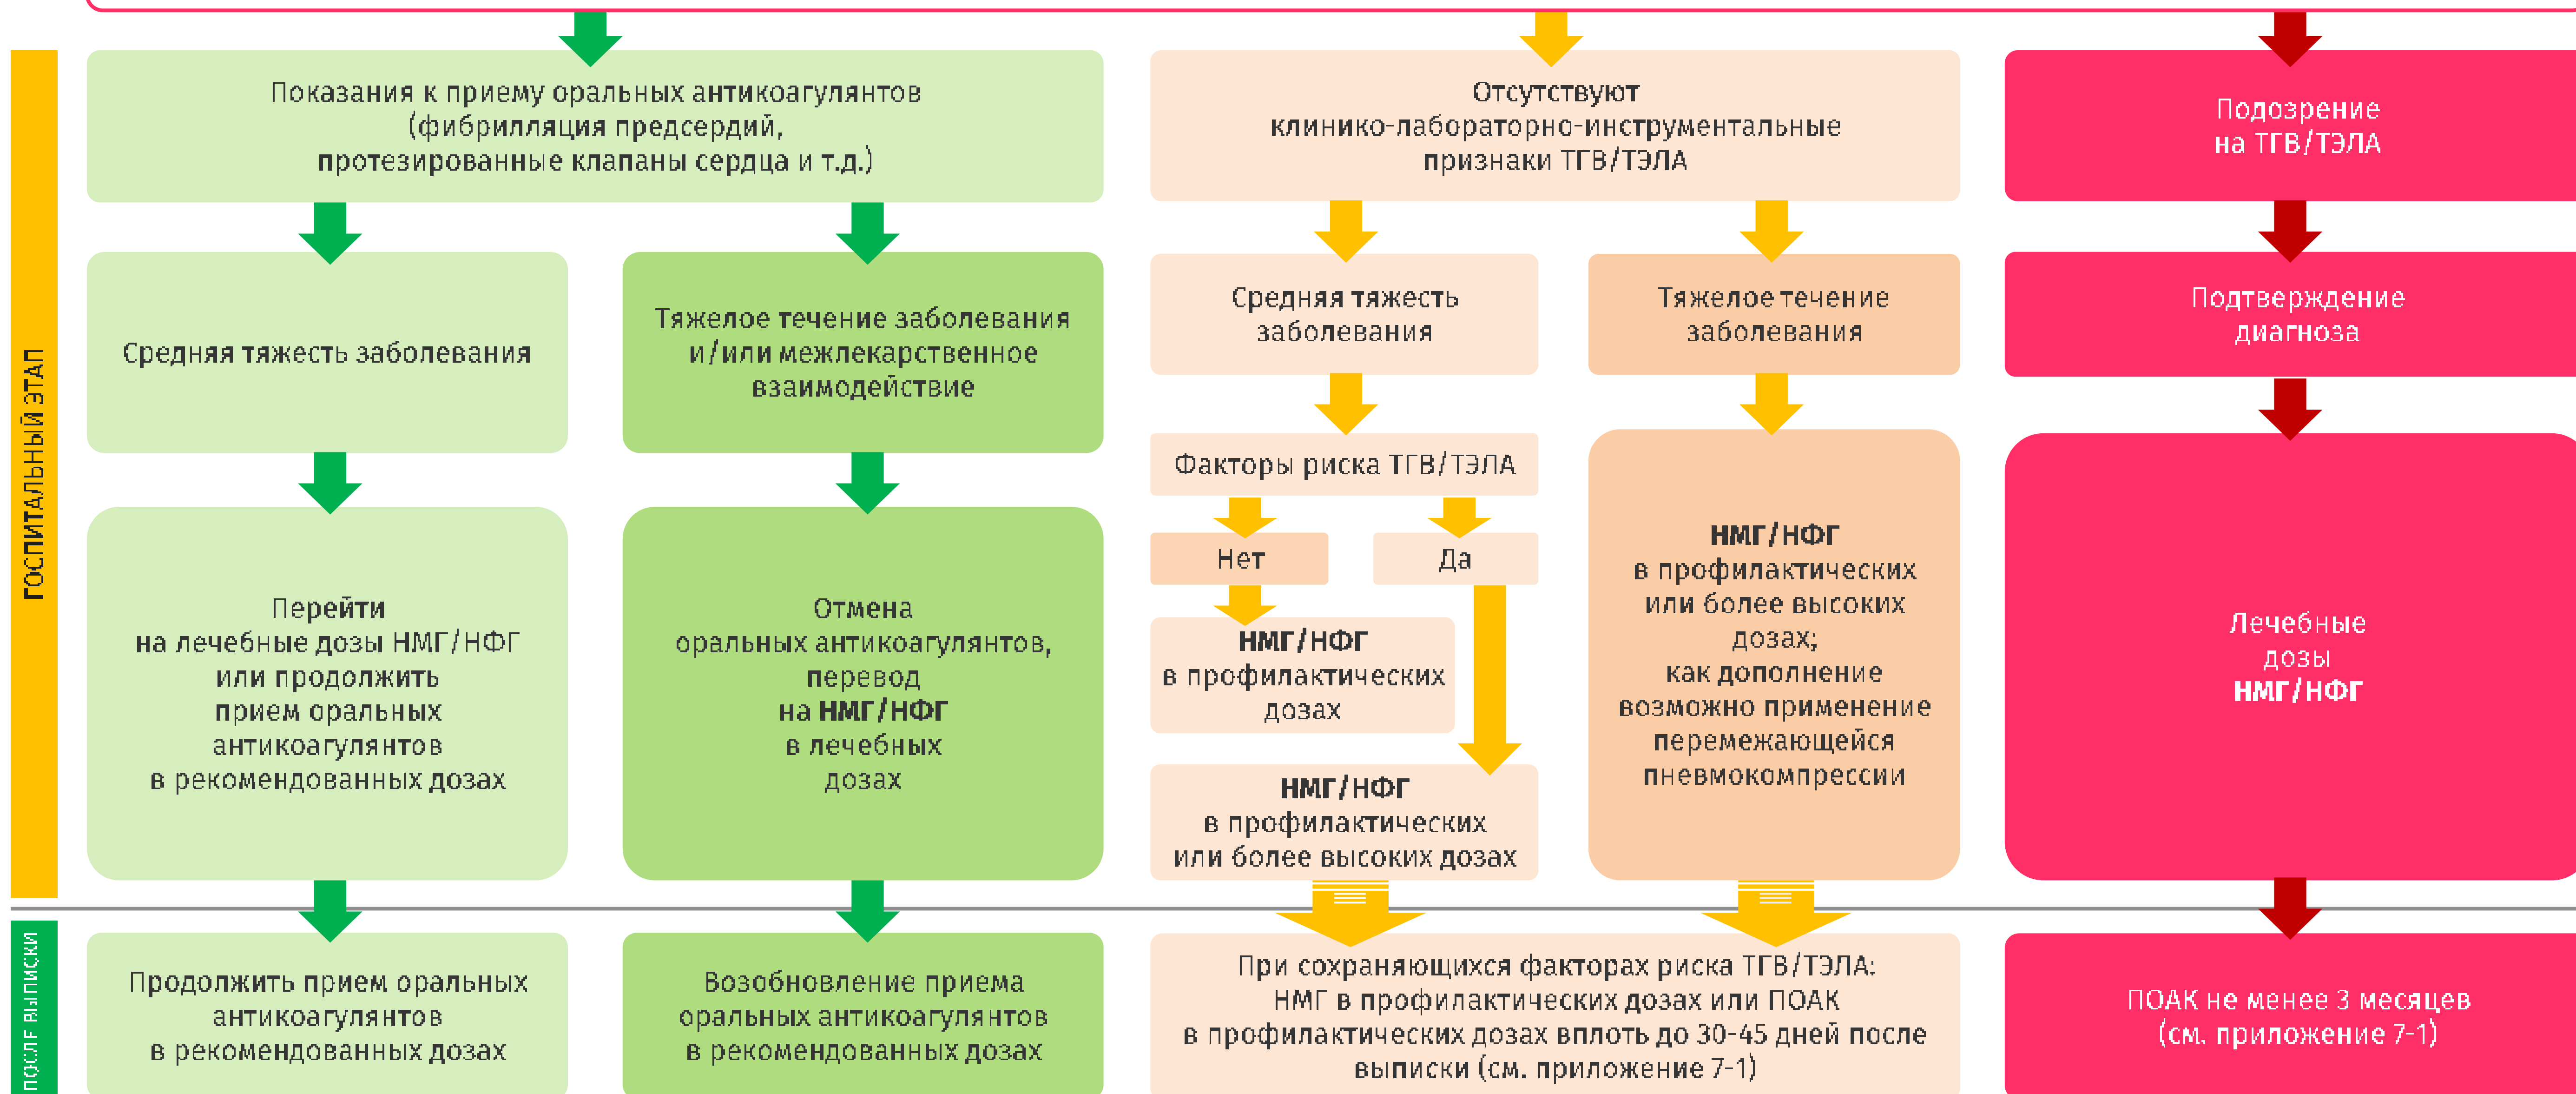 ГОСПИТАЛЬНЫЙ ЭТАП
Показания к приему оральных антикоагулянтов
(фибрилляция предсердий,
протезированные клапаны сердца и т.д.)
Средняя тяжесть заболевания
Перейти
на лечебные дозы НМГ/НФГ
или продолжить
прием оральных
антикоагулянтов
в рекомендованных дозах
Тяжелое течение заболевания
и/или межлекарственное
взаимодействие
Отмена
оральных антикоагулянтов,
перевод
на НМГ/НФГ
в лечебных
дозах
Отсутствуют
клинико-лабораторно-инструментальные
признаки ТГВ/ТЭЛА
Средняя тяжесть
заболевания
Факторы риска ТГВ/ТЭЛА
Нет
Да
НМГ/НФГ
в профилактических
дозах
НМГ/НФГ
в профилактических
или более высоких дозах
Тяжелое течение
заболевания
НМГ/НФГ
в профилактических
или более высоких
дозах;
как дополнение
возможно применение
перемежающейся
пневмокомпрессии
Подозрение
на ТГВ/ТЭЛА
Подтверждение
диагноза
Лечебные
дозы
НМГ/НФГ
ПОСЛЕ ВЫПИСКИ
Продолжить прием оральных
антикоагулянтов
в рекомендованных дозах
Возобновление приема
оральных антикоагулянтов
в рекомендованных дозах
При сохраняющихся факторах риска ТГВ/ТЭЛА:
НМГ в профилактических дозах или ПОАК
в профилактических дозах вплоть до 30-45 дней после
выписки (см. приложение 7-1)
ПОАК не менее 3 месяцев
(см. приложение 7-1)